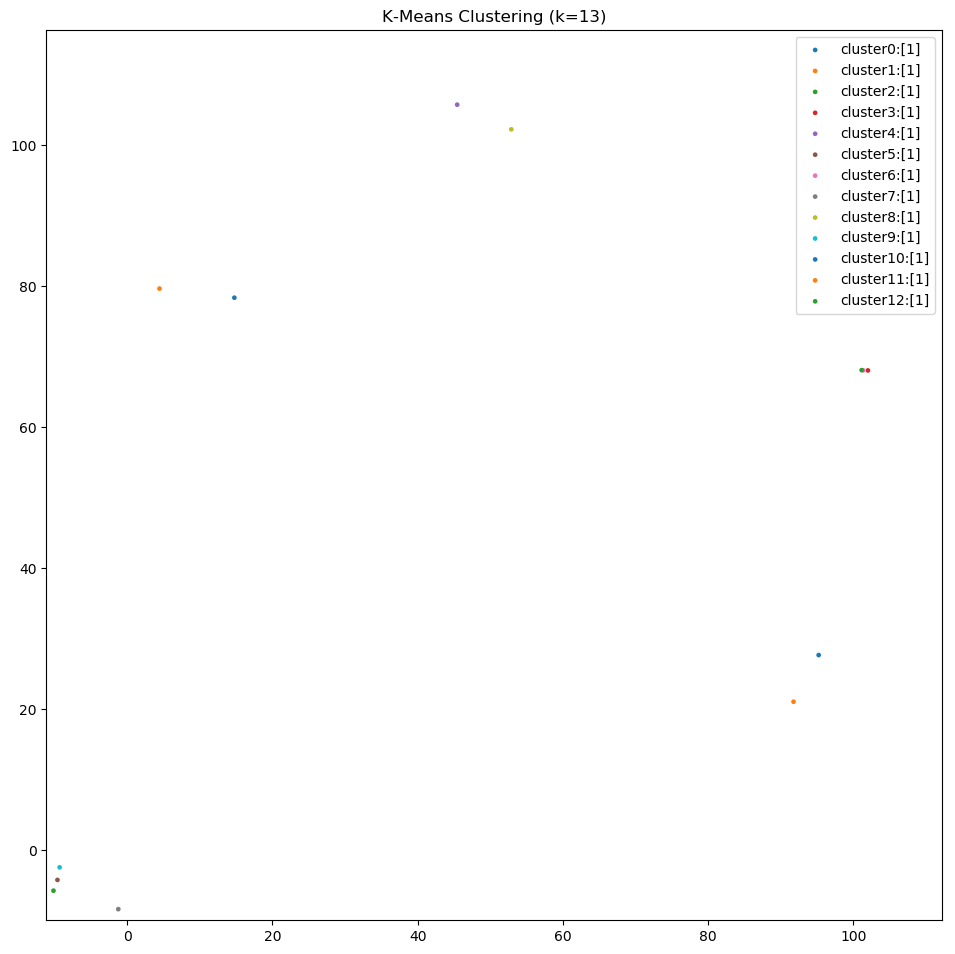 K-Means Clustering (k=13)
cluster0:[1]
cluster1:[1]
cluster2:[1]
cluster3:[1]
cluster4:[1]
cluster5:[1]
cluster6:[1]
cluster7:[1]
cluster8:[1]
cluster9:[1]
cluster10:[1]
cluster11:[1]
cluster12:[1]
100
80
60
40
20
0
0 20 40 60 80 100